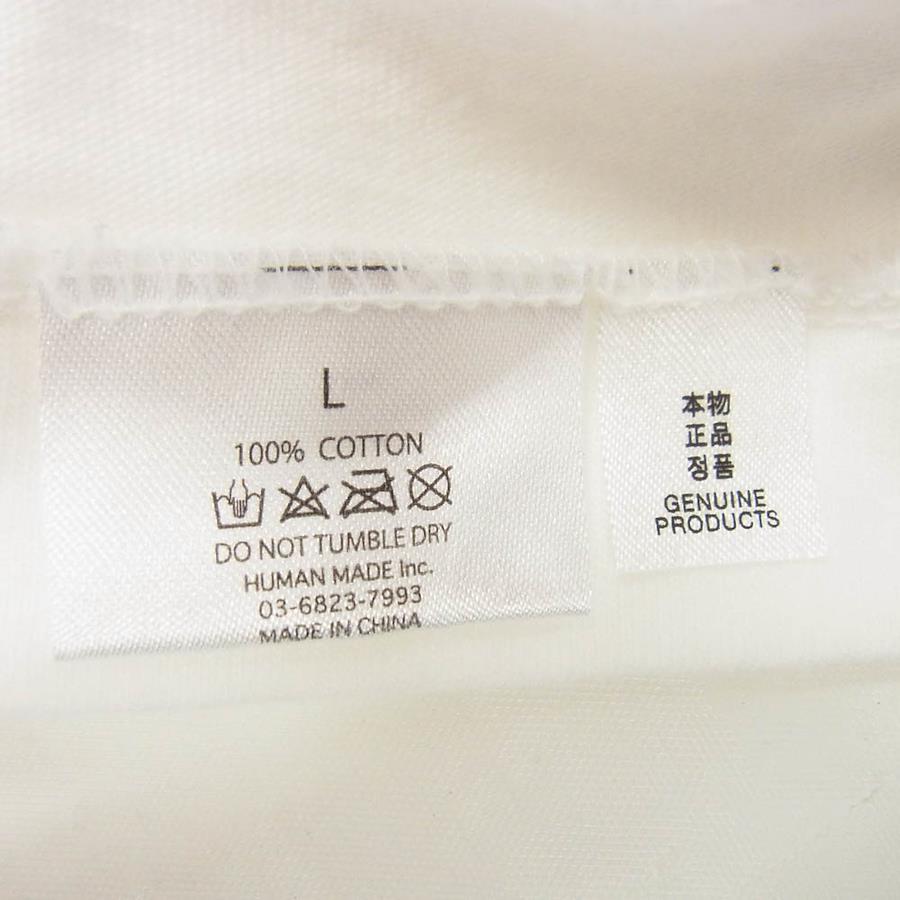 L
100% COTTON
DO NOT TUMBLE DRY
HUMAN MADE Inc.
03-6823-7993
MADE IN CHINA
本物
正品
정품
GENUINE
PRODUCTS